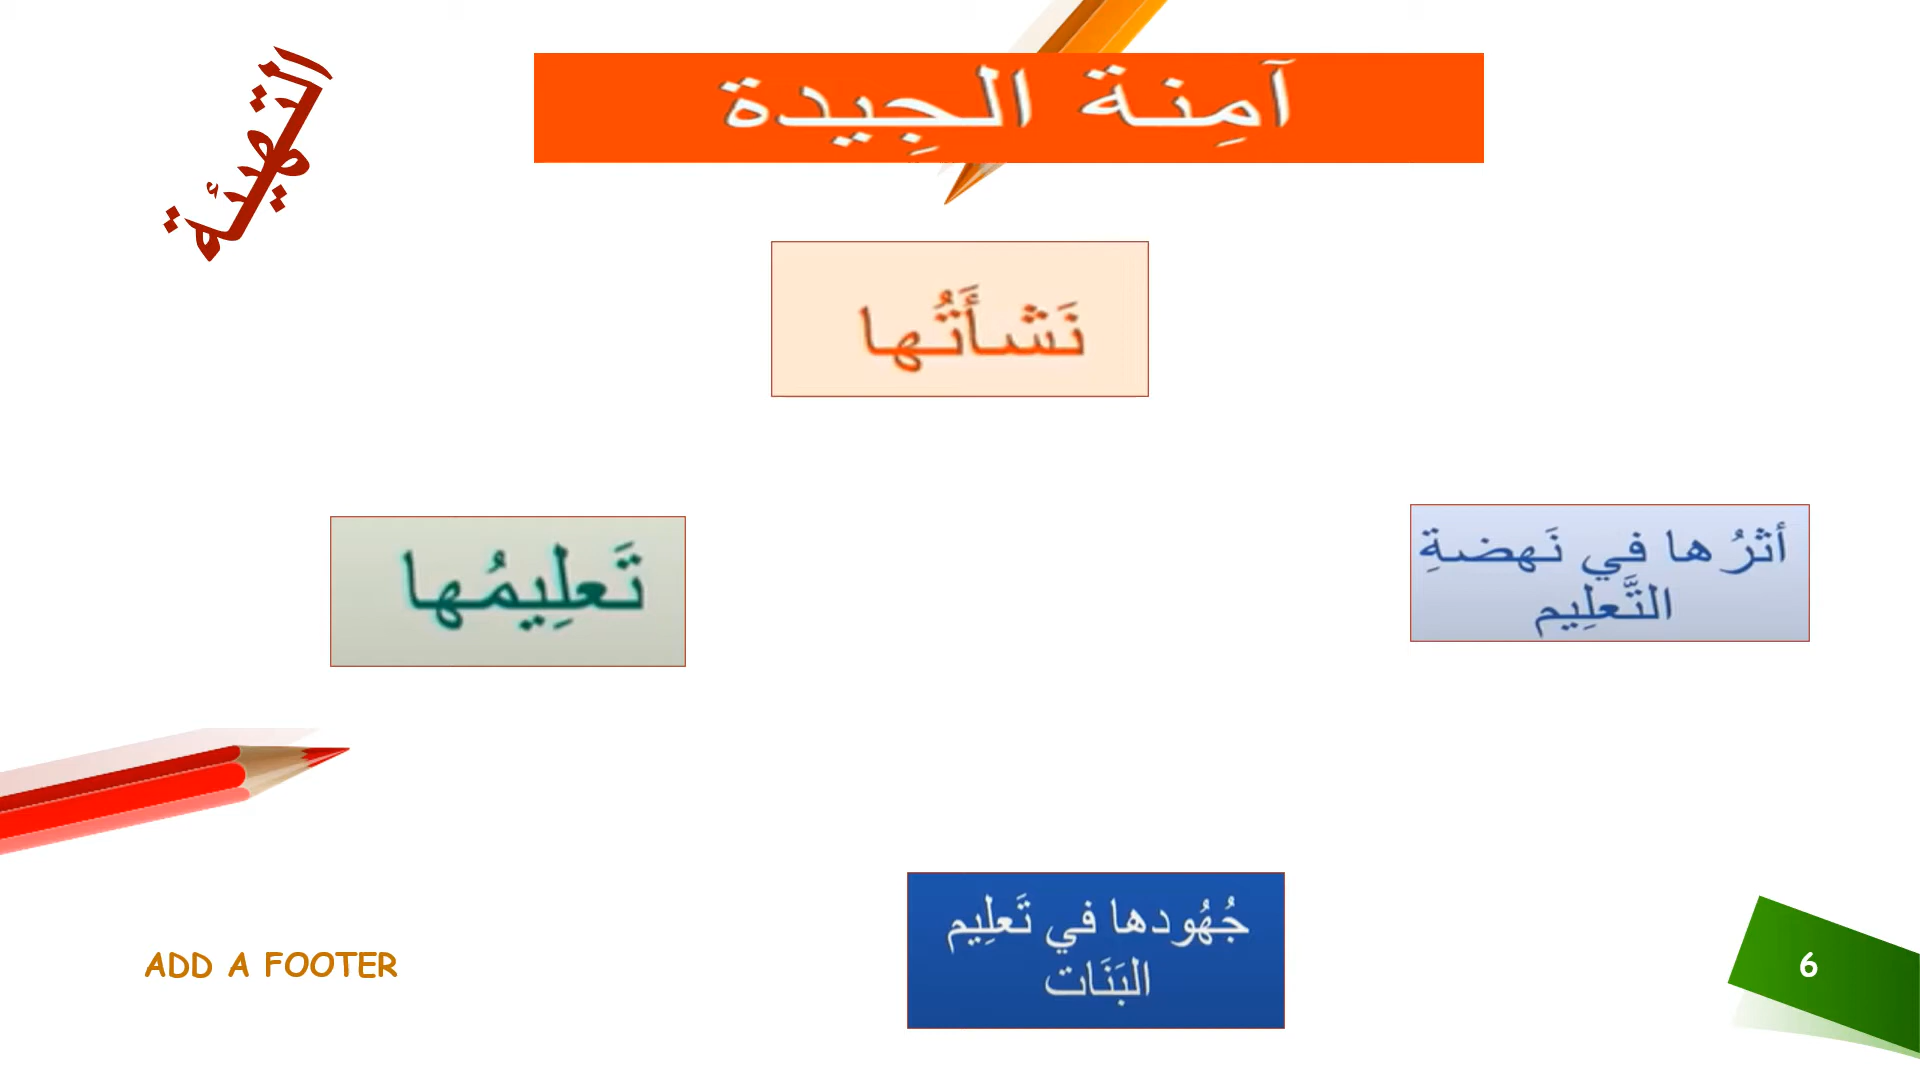 التهيئة
آمِنة الجِيدة
نَشأَتُها
أثرُها في نَهضةِ
التَّعلِيم
تَعلِيمُها
جُهُودها في تَعلِيم
البَنَات
ADD A FOOTER
6